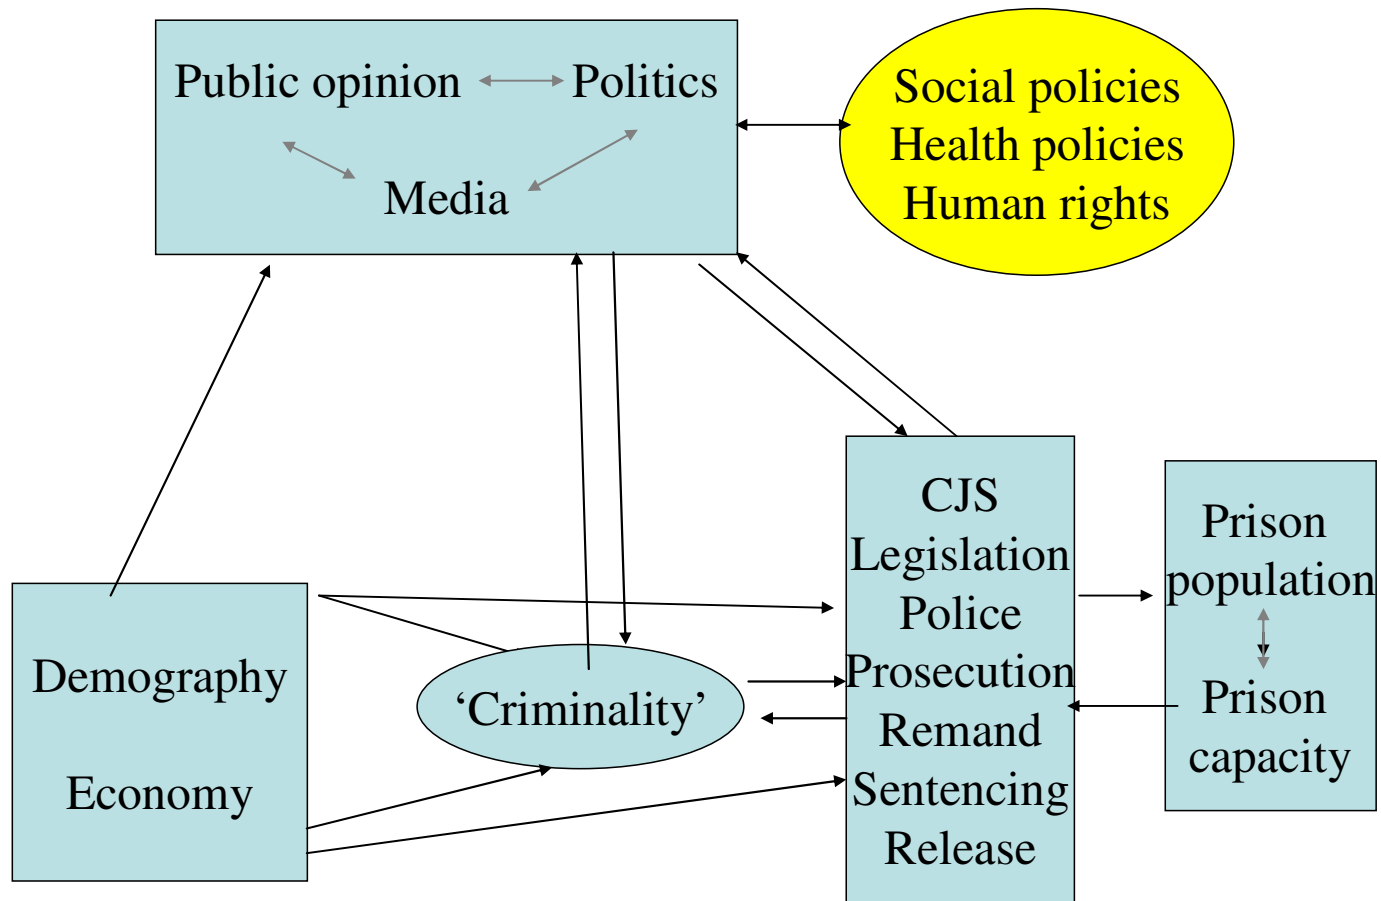 Public opinion Politics
Media
Social policies
Health policies
Human rights
CJS
Legislation
Police
Prosecution
Remand
Sentencing
Release
Prison
population
Prison
capacity
Demography
Economy
‘Criminality’